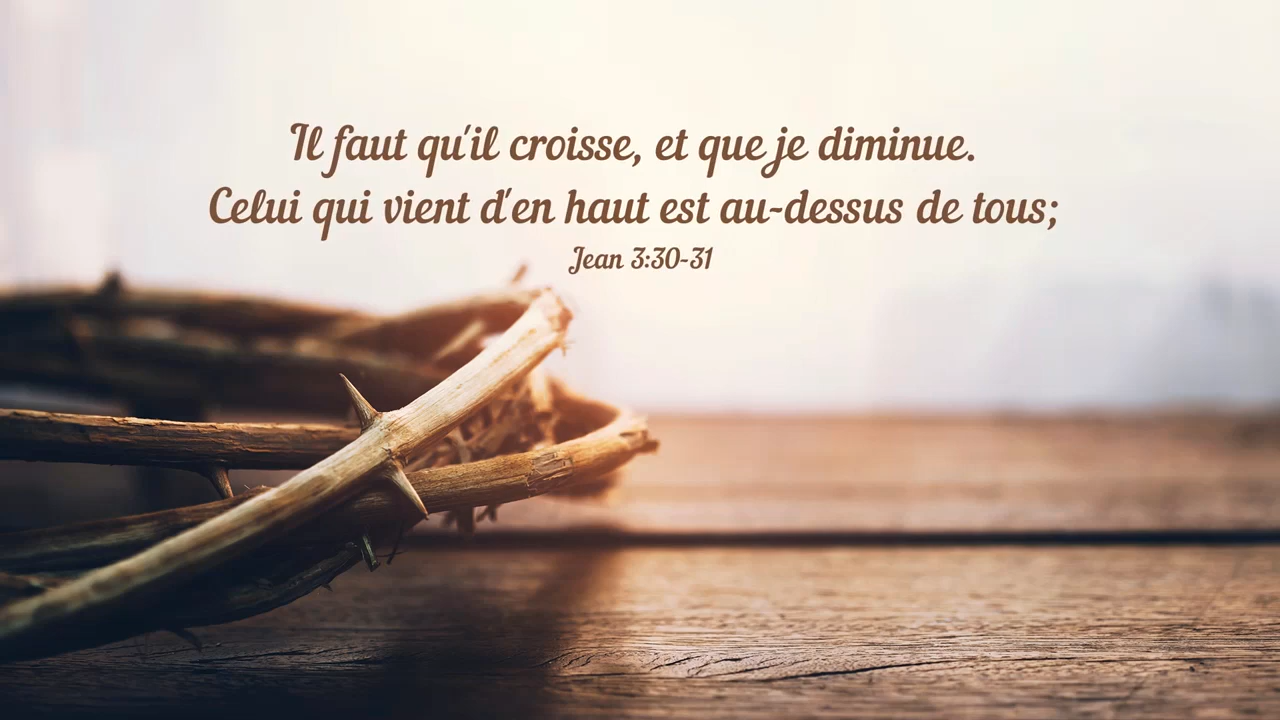 Il faut qu'il croisse, et que je diminue.
Celui qui vient d'en haut est au-dessus de tous;
Jean 3:30-31